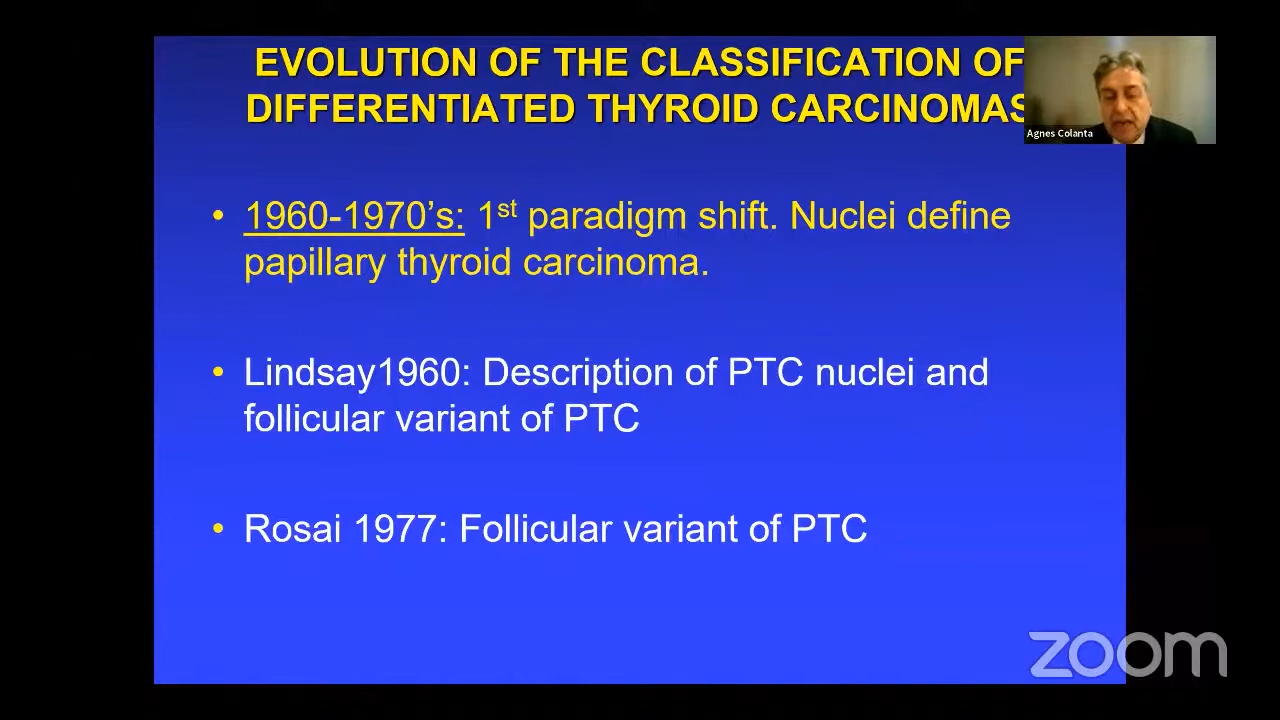 EVOLUTION OF THE CLASSIFICATION OF
DIFFERENTIATED THYROID CARCINOMAS
Agnes Colanta
• 1960-1970's: 1st paradigm shift. Nuclei define
papillary thyroid carcinoma.
• Lindsay1960: Description of PTC nuclei and
follicular variant of PTC
• Rosai 1977: Follicular variant of PTC
zoom